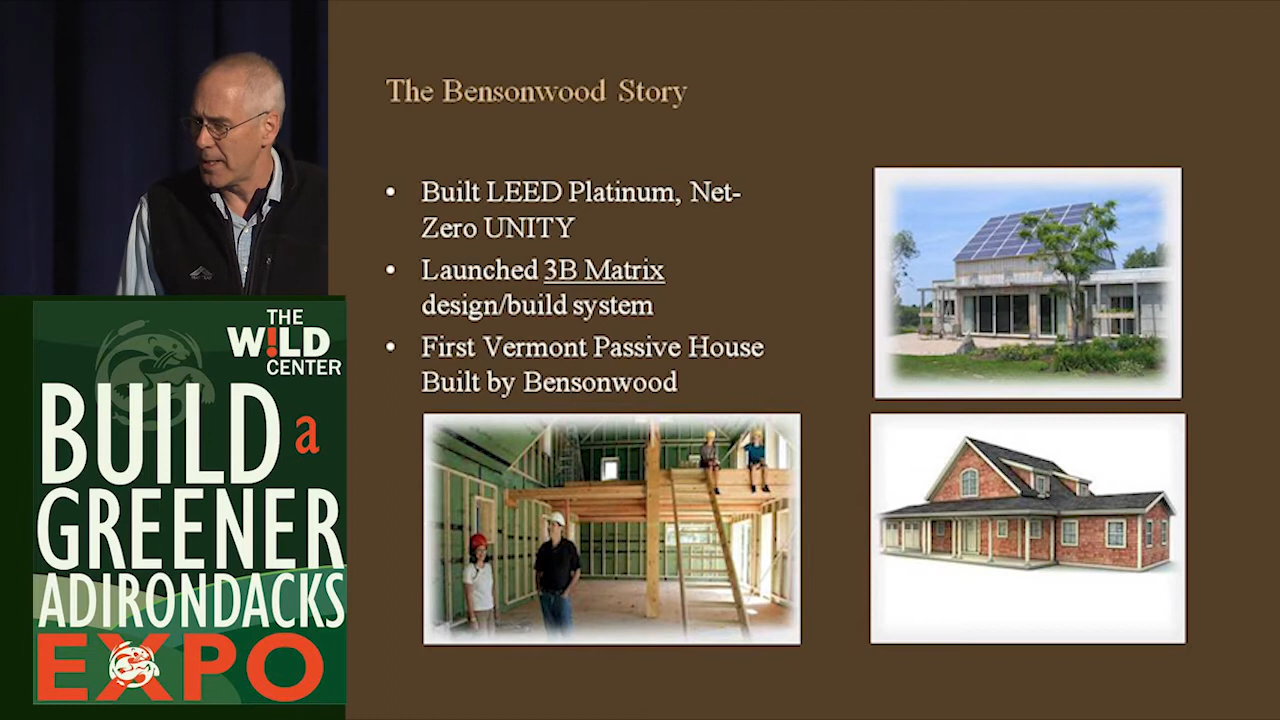 The Bensonwood Story
• Built LEED Platinum, Net-
Zero UNITY
• Launched 3B Matrix
design/build system
• First Vermont Passive House
Built by Bensonwood
THE
W!LD
CENTER
BUILD a
GREENER
ADIRONDACKS
EXPO